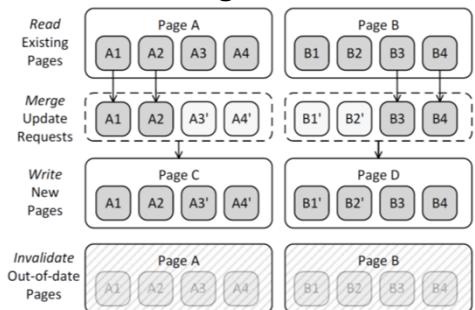 Read
Existing
Pages
Page A
A1 A2 A3 A4
Page B
B1 B2 B3 B4
Merge
Update
Requests
A1 A2 A3' A4'
B1' B2' B3 B4
Write
New
Pages
Page C
A1 A2 A3' A4'
Page D
B1' B2' B3 B4
Invalidate
Out-of-date
Pages
Page A
A1 A2 A3 A4
Page B
B1 B2 B3 B4